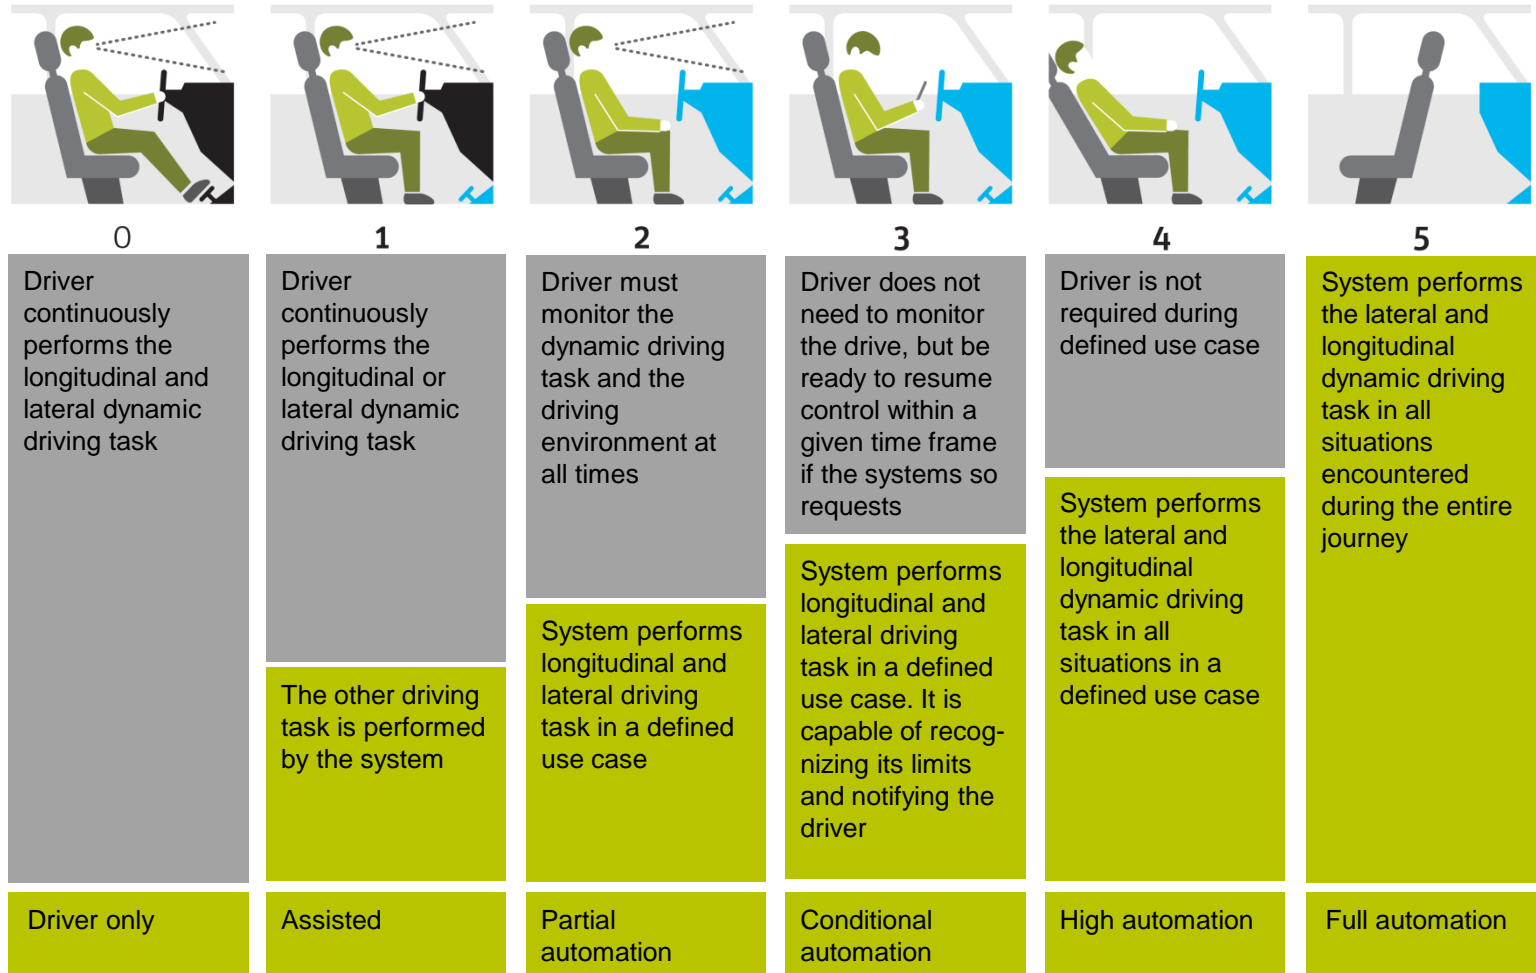 0
1
2
3
4
5
Driver
continuously
performs the
longitudinal and
lateral dynamic
driving task
Driver
continuously
performs the
longitudinal or
lateral dynamic
driving task
The other driving
task is performed
by the system
Driver must
monitor the
dynamic driving
task and the
driving
environment at
all times
System performs
longitudinal and
lateral driving
task in a defined
use case
Driver does not
need to monitor
the drive, but be
ready to resume
control within a
given time frame
if the systems so
requests
System performs
longitudinal and
lateral driving
task in a defined
use case. It is
capable of recog-
nizing its limits
and notifying the
driver
Driver is not
required during
defined use case
System performs
the lateral and
longitudinal
dynamic driving
task in all
situations in a
defined use case
System performs
the lateral and
longitudinal
dynamic driving
task in all
situations
encountered
during the entire
journey
Driver only
Assisted
Partial
automation
Conditional
automation
High automation
Full automation